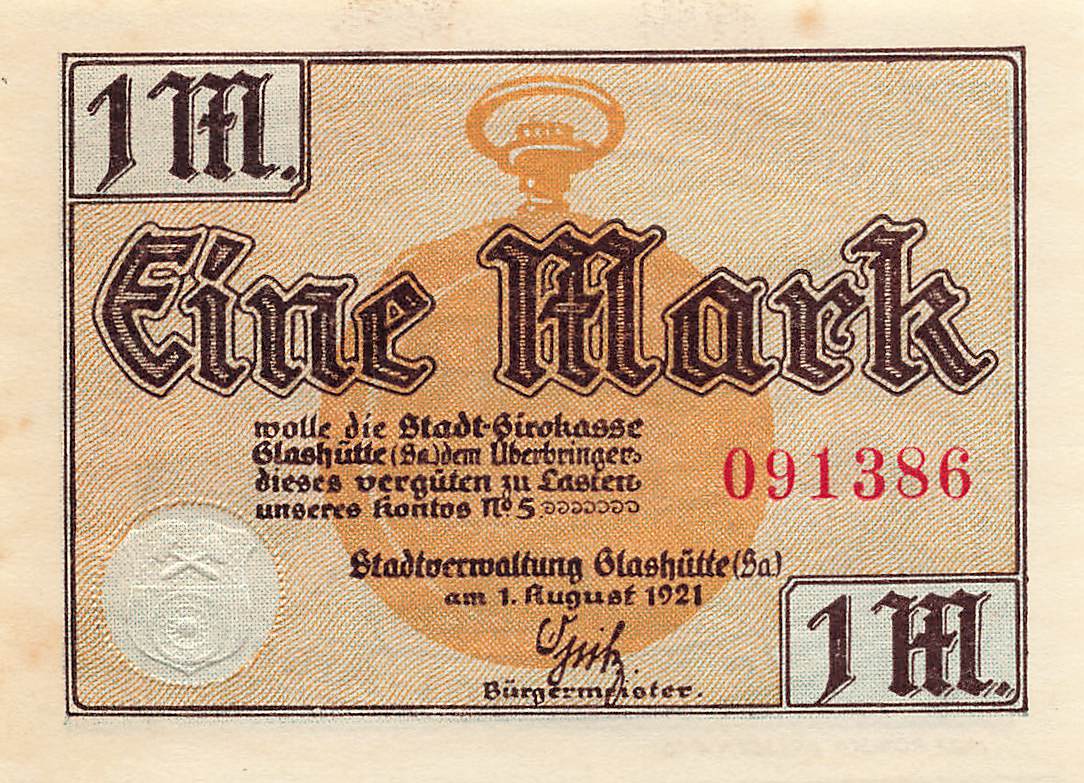 1 M.
Eine Mark
wolle die Stadt-Girokasse
Glashütte (Sa.) dem Überbringer
dieses vergüten zu Lasten
unseres Kontos No 5
091386
Stadtverwaltung Glashütte (Sa)
am 1. August 1921
Bürgermeister.
1 M.